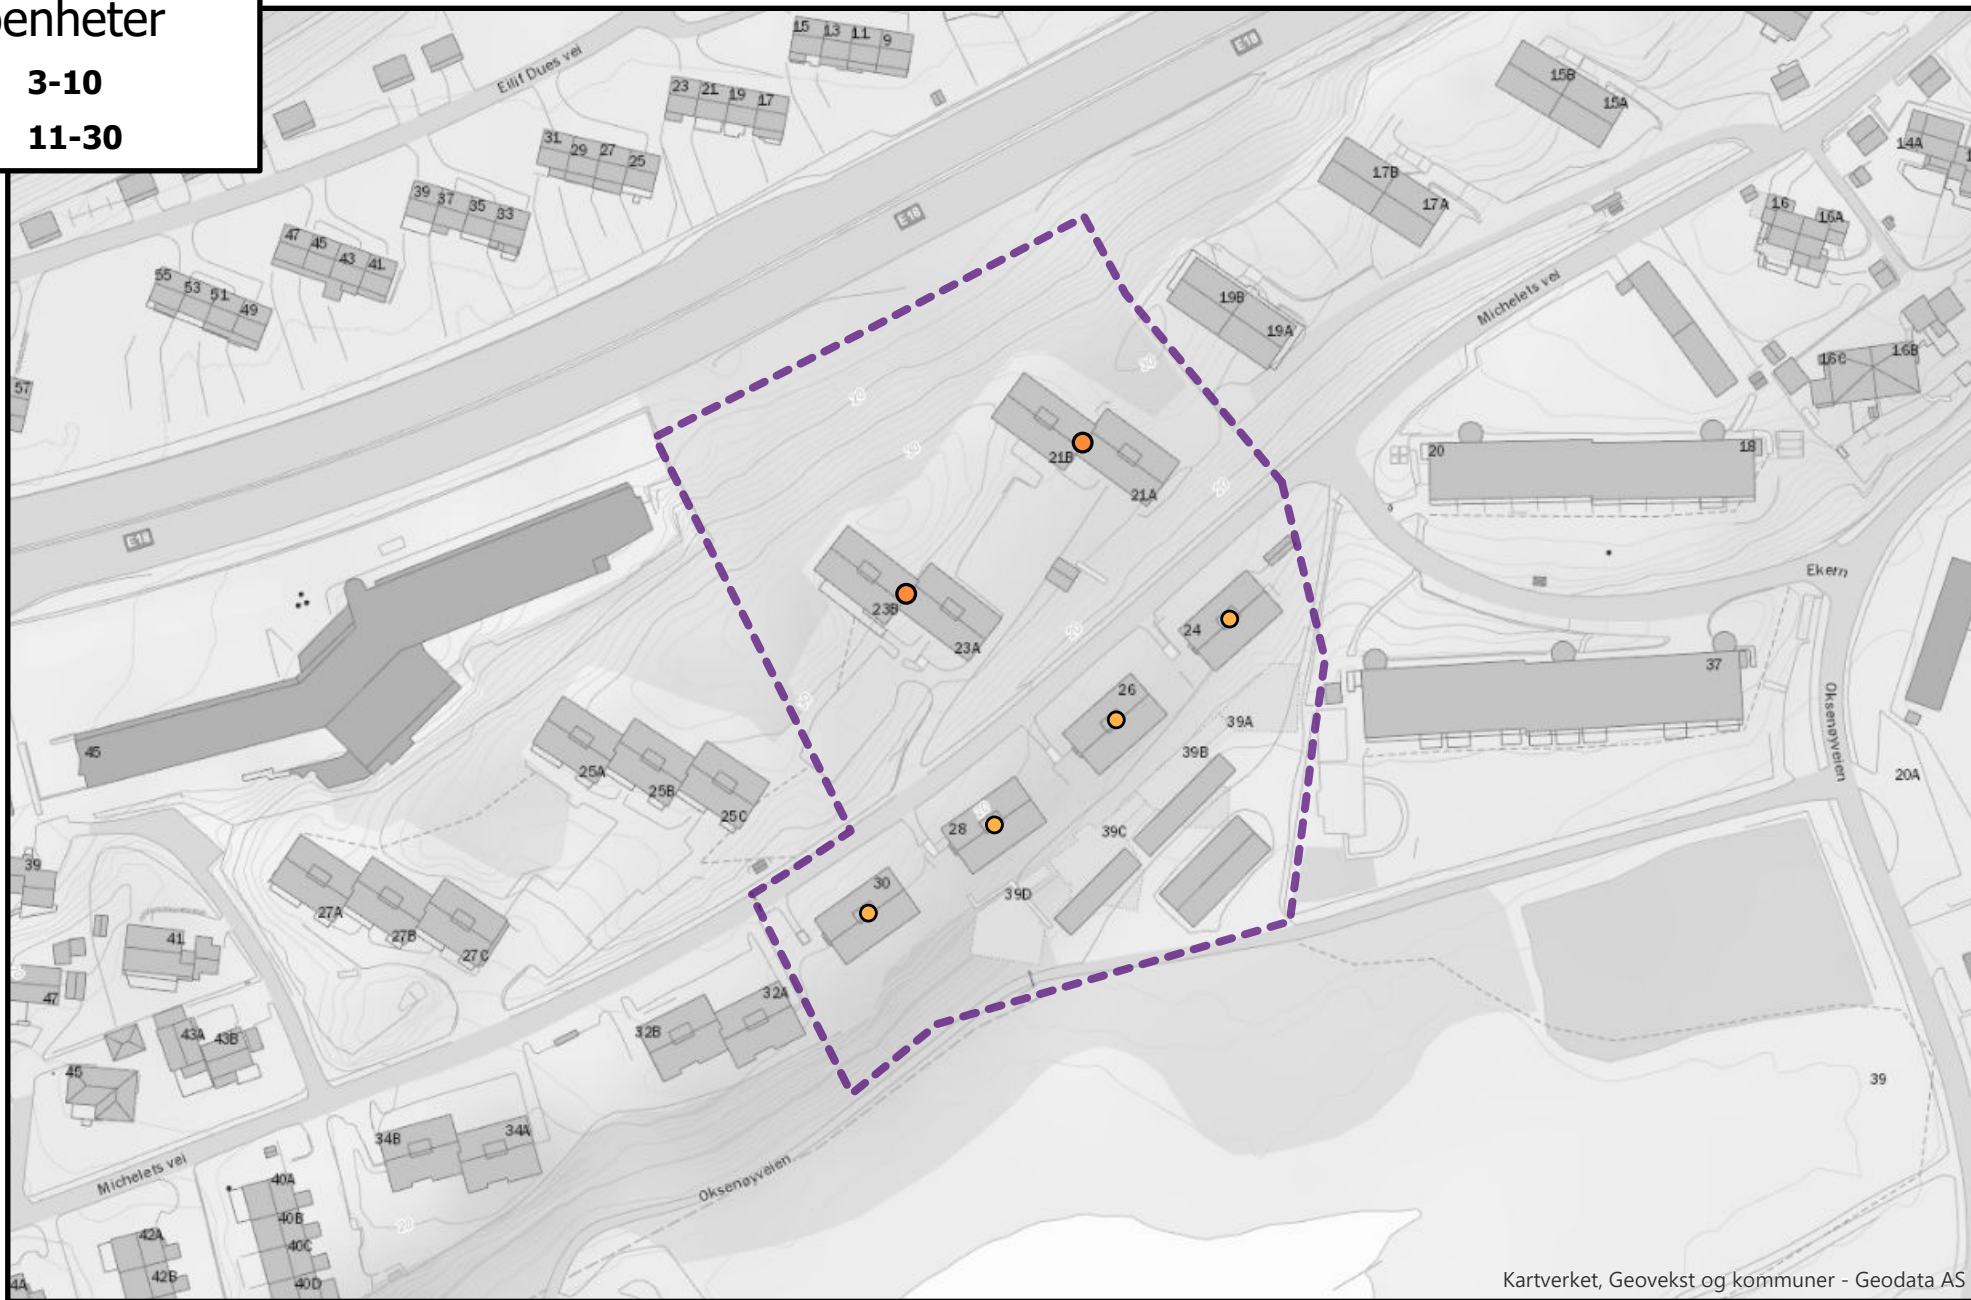 3-10
11-30
15 13 11 9
Eilif Dues vei
E18
23 21 19 17
15B
15A
31 29 27 25
14A
17B
17A
39 37 35 33
16
16A
E18
47 45 43 41
55 53 51 49
19B
19A
Michelets vei
16C
16B
30
57
20
20
18
21B
21A
E18
Ekern
23B
23A
20
24
37
26
39A
Oksenøyveien
45
39B
25A
25B
25C
20A
28
39C
39
30
39D
27A
27B
27C
41
47
32A
32B
43A
43B
45
39
34B
34A
Michelets vei
Oksenøyveien
40A
40B
20
42A
40C
42B
40D
4A
Kartverket, Geovekst og kommuner - Geodata AS